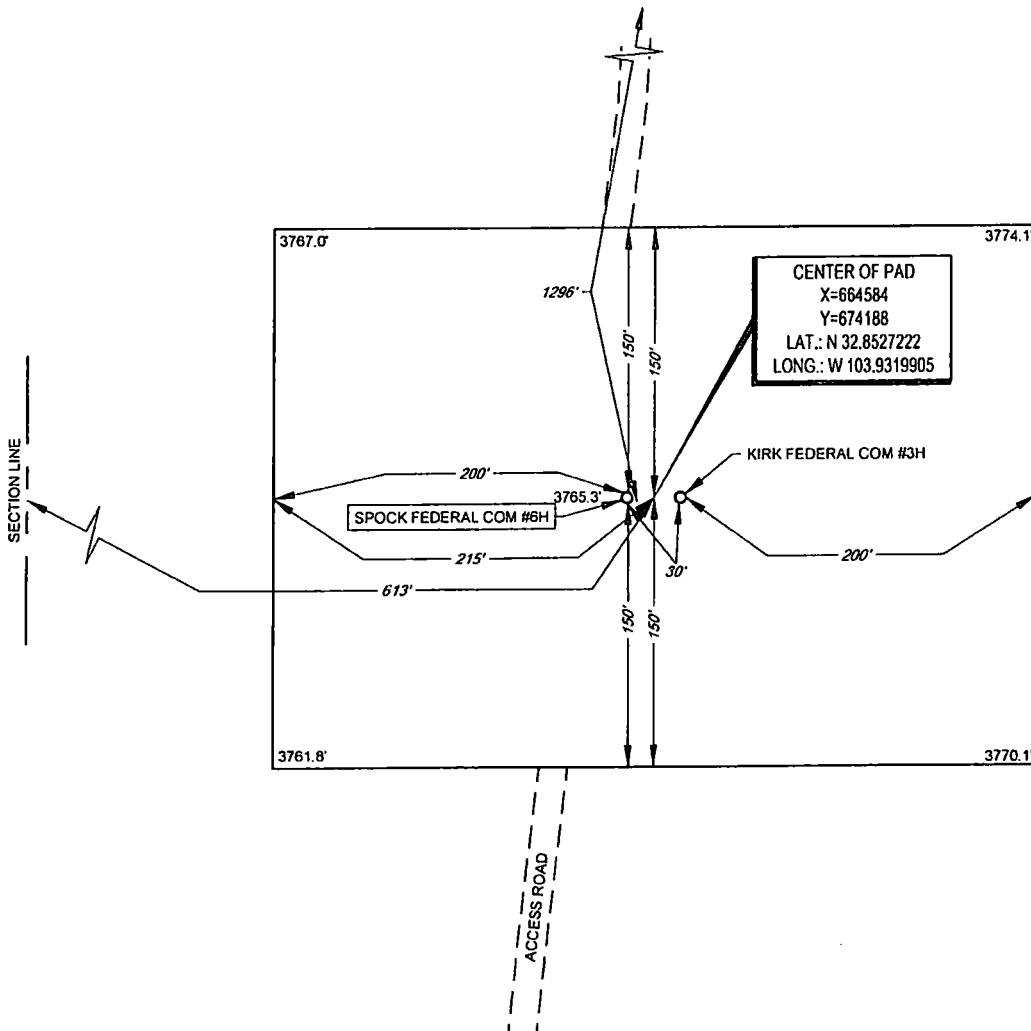 3767.0'
3774.1'
1296'
150'
150'
CENTER OF PAD
X=664584
Y=674188
LAT.: N 32.8527222
LONG.: W 103.9319905
SECTION LINE
200'
3765.3'
KIRK FEDERAL COM #3H
SPOCK FEDERAL COM #6H
215'
30'
200'
613'
150'
150'
3761.8'
3770.1'
ACCESS ROAD